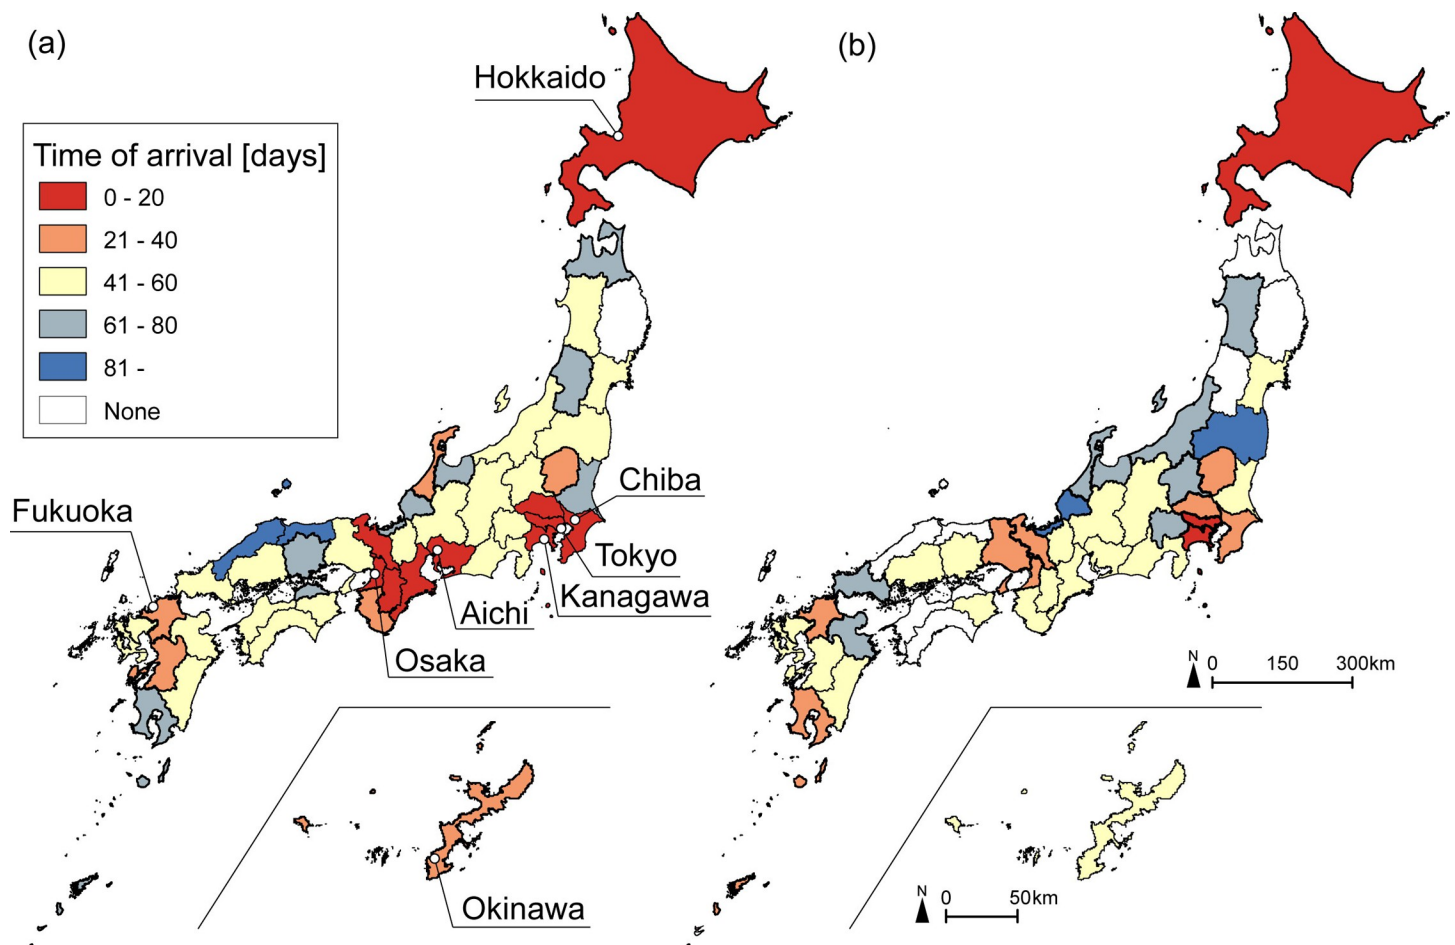 (a)
(b)
Hokkaido
Time of arrival [days]
0 - 20
21 - 40
41 - 60
61 - 80
81 -
None
Fukuoka
Chiba
Tokyo
Kanagawa
Aichi
Osaka
Okinawa
N 0 150 300km
N 0 50km